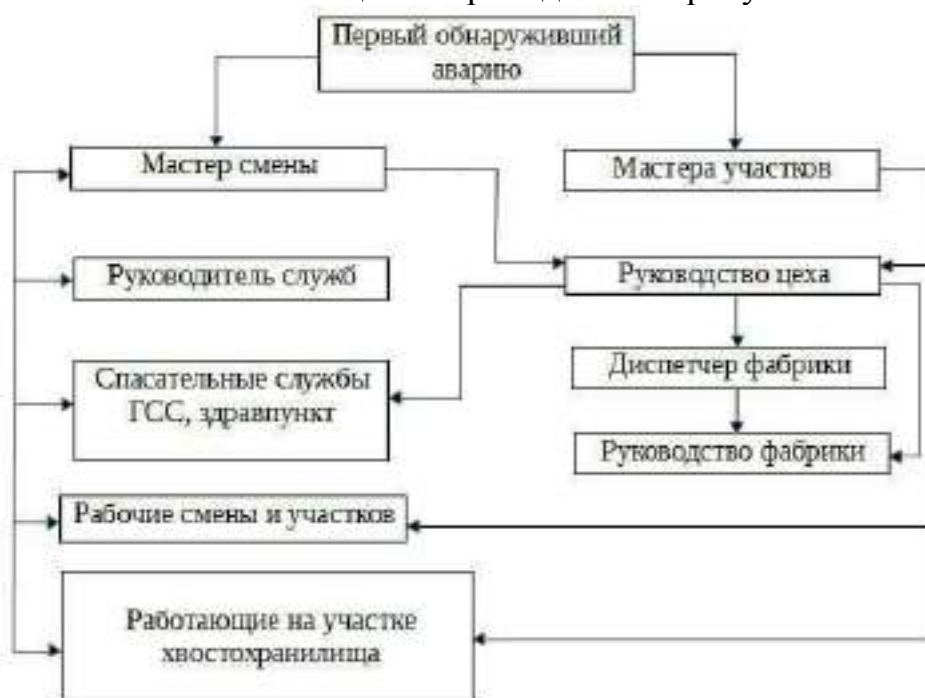 Первый обнаруживший
аварию
Мастер смены
Мастера участков
Руководитель служб
Руководство цеха
Спасательные службы
ГСС, здравпункт
Диспетчер фабрики
Руководство фабрики
Рабочие смены и участков
Работающие на участке
хвостохранилища